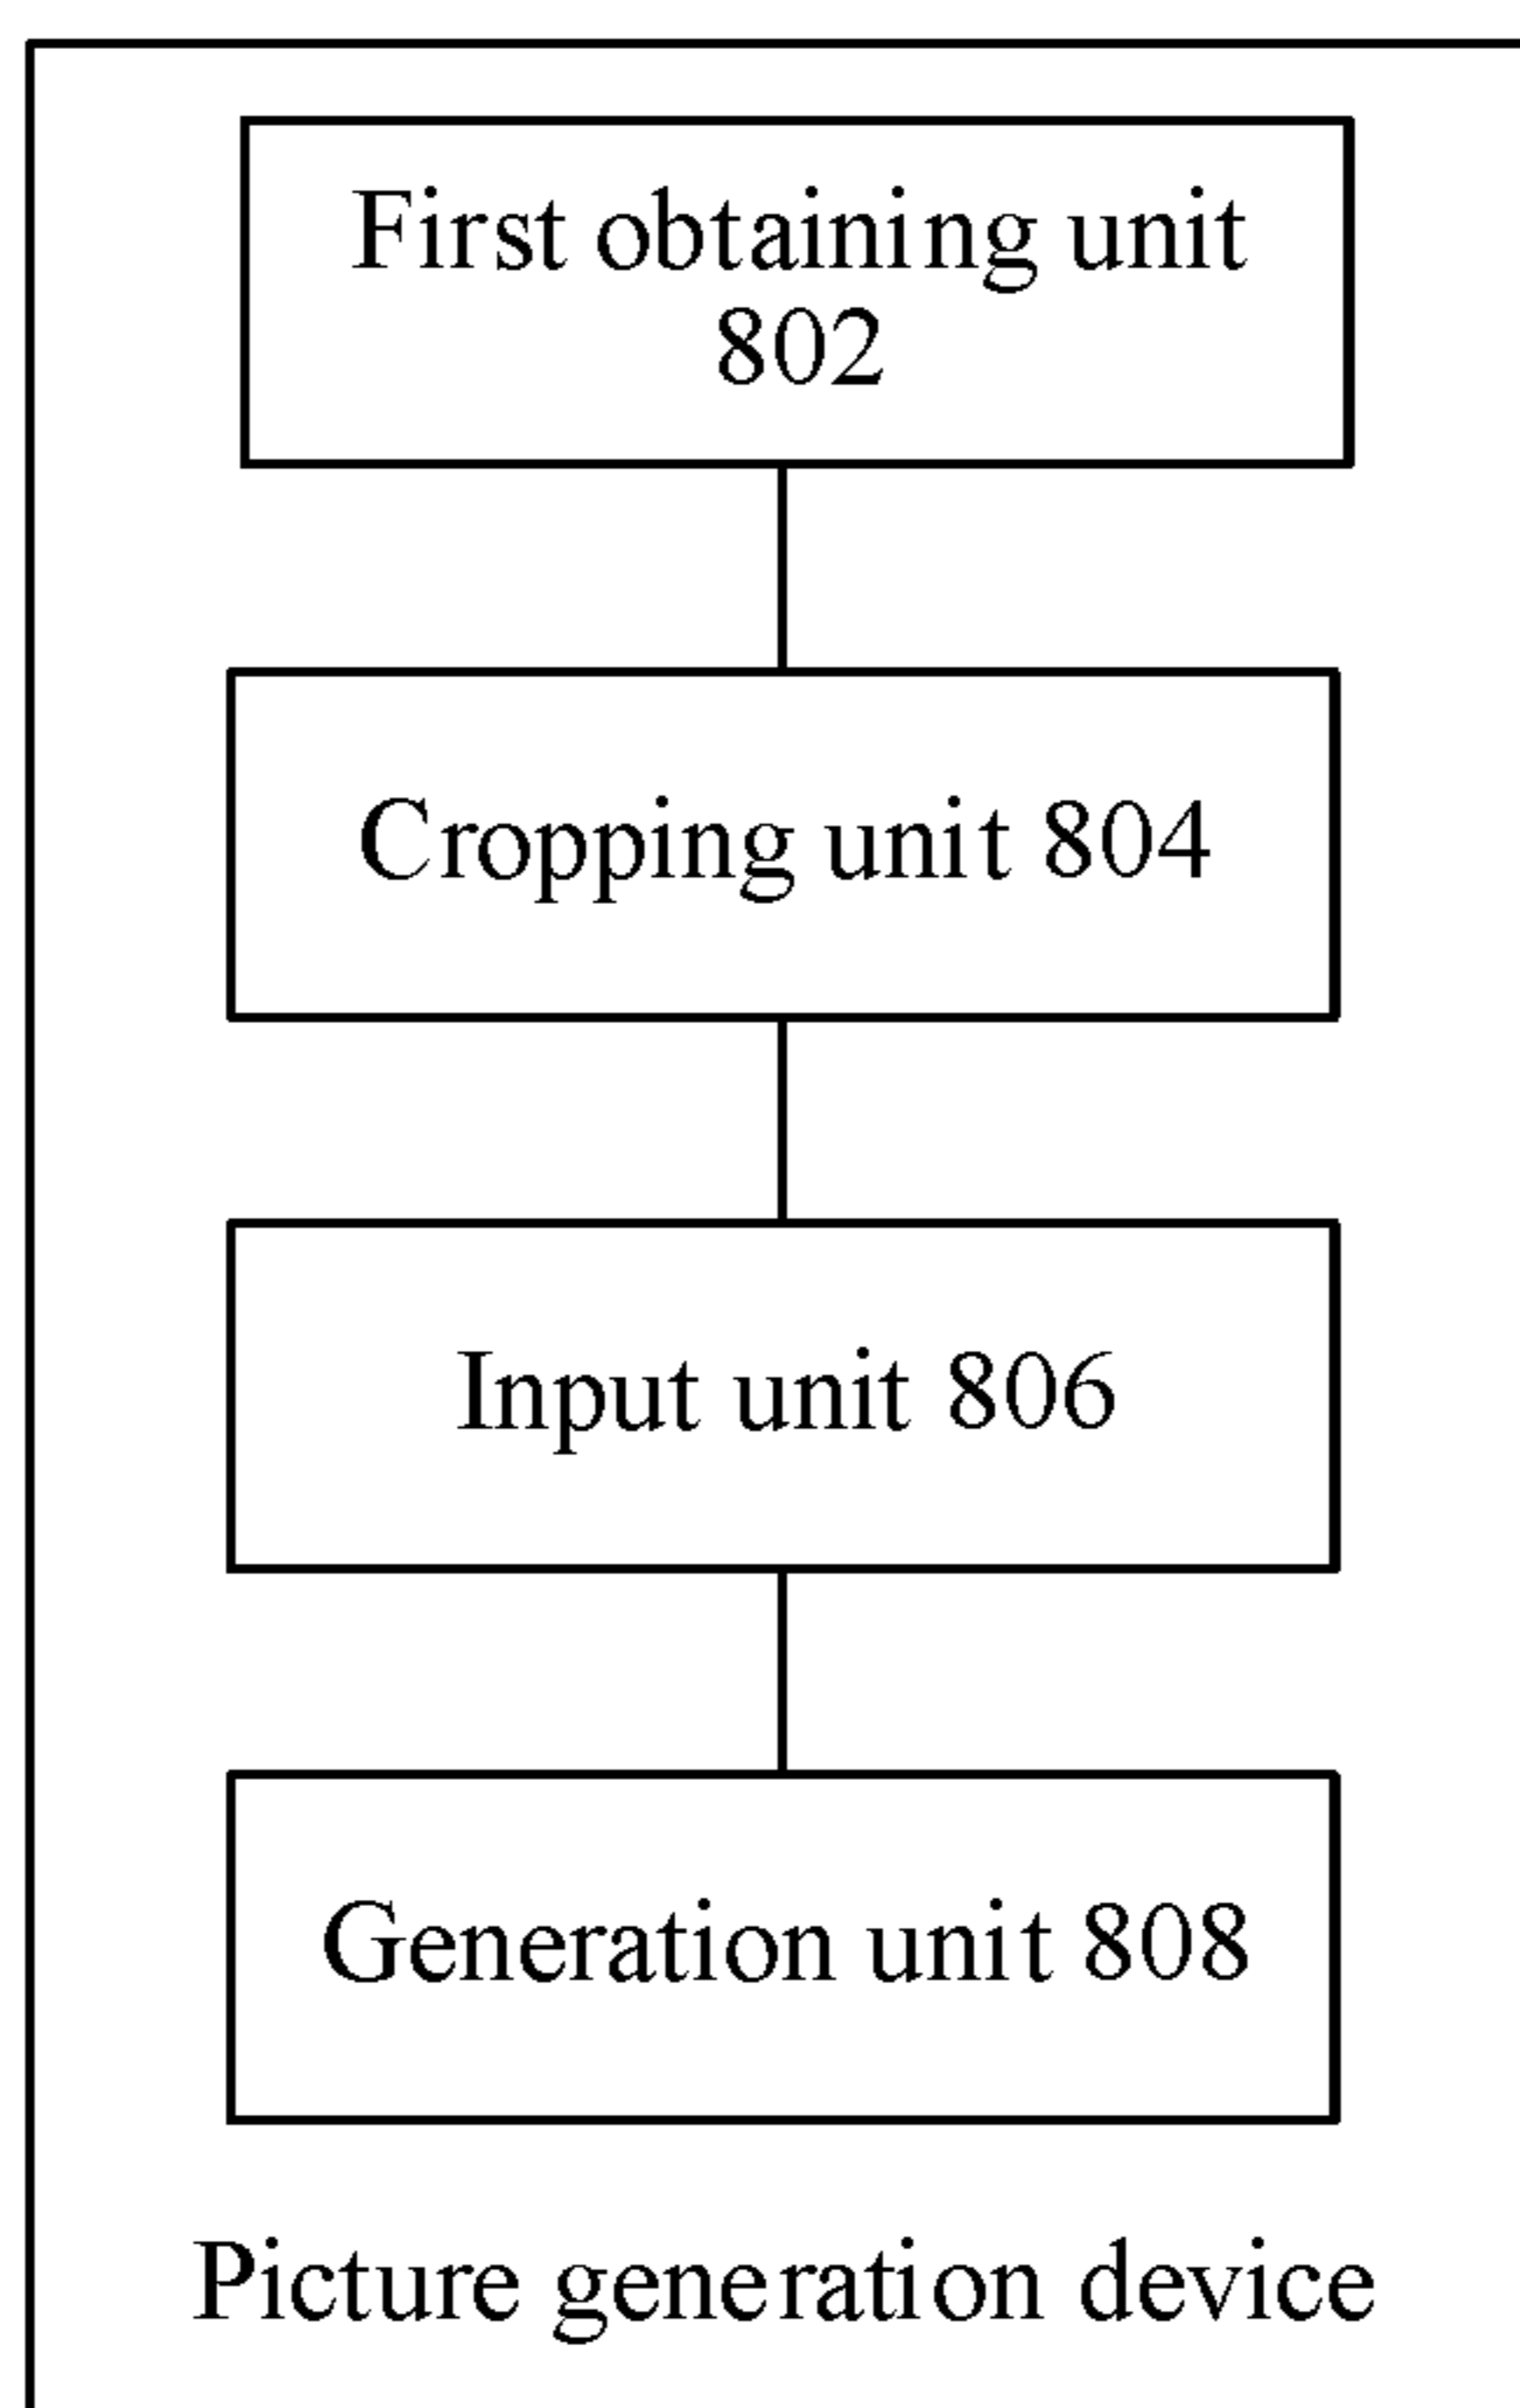 First obtaining unit
802
Cropping unit 804
Input unit 806
Generation unit 808
Picture generation device